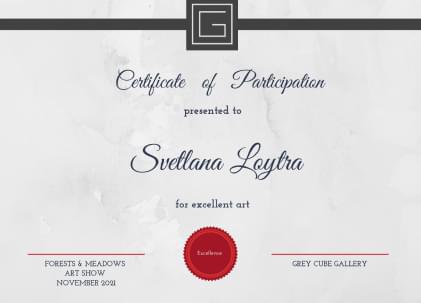 G
Certificate of Participation
presented to
Svetlana Loytra
for excellent art
Excellence
FORESTS & MEADOWS
ART SHOW
NOVEMBER 2021
GREY CUBE GALLERY